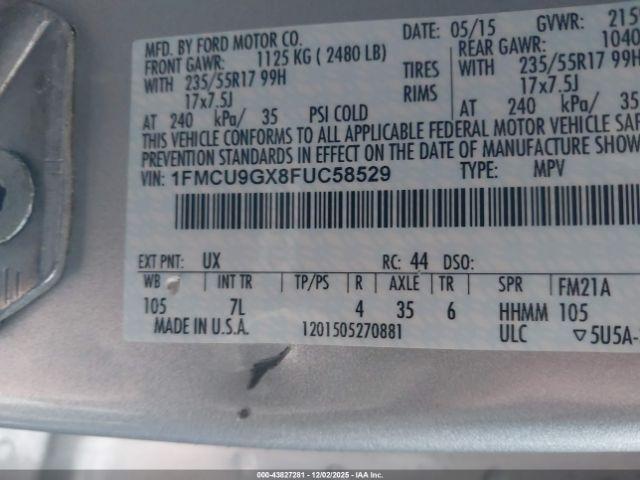 MFD. BY FORD MOTOR CO. DATE: 05/15 GVWR: 215
FRONT GAWR: 1125 KG ( 2480 LB) REAR GAWR: 1040
WITH 235/55R17 99H TIRES WITH 235/55R17 99H
17x7.5J RIMS 17x7.5J
AT 240 kPa/ 35 PSI COLD AT 240 kPa/ 35
THIS VEHICLE CONFORMS TO ALL APPLICABLE FEDERAL MOTOR VEHICLE SAF
PREVENTION STANDARDS IN EFFECT ON THE DATE OF MANUFACTURE SHOW
VIN: 1FMCU9GX8FUC58529 TYPE: MPV
EXT PNT: UX RC: 44 DSO:
WB INT TR TP/PS R AXLE TR SPR FM21A
105 7L 4 35 6 HHMM 105
MADE IN U.S.A. 1201505270881 ULC ▽5U5A-
000-43827281 - 12/02/2025 - IAA Inc.